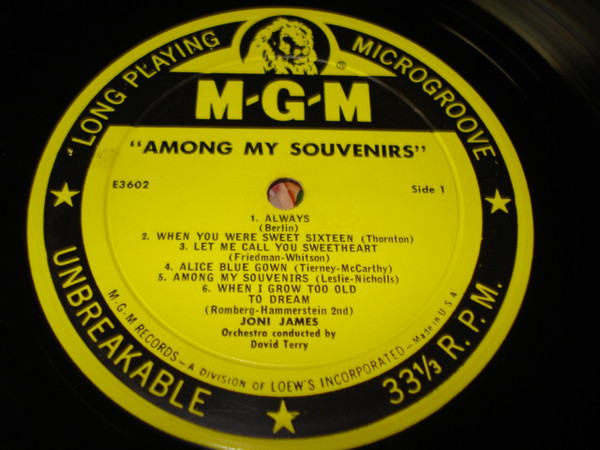 LONG PLAYING MICROGROOVE
®
M-G-M
"AMONG MY SOUVENIRS"
E3602
Side 1
1. ALWAYS
(Berlin)
2. WHEN YOU WERE SWEET SIXTEEN (Thornton)
3. LET ME CALL YOU SWEETHEART
(Friedman-Whitson)
4. ALICE BLUE GOWN (Tierney-McCarthy)
5. AMONG MY SOUVENIRS (Leslie-Nicholls)
6. WHEN I GROW TOO OLD
TO DREAM
(Romberg-Hammerstein 2nd)
JONI JAMES
Orchestra conducted by
David Terry
M-G-M RECORDS—A DIVISION OF LOEW'S INCORPORATED—Made in U.S.A.
UNBREAKABLE
33⅓ R.P.M.